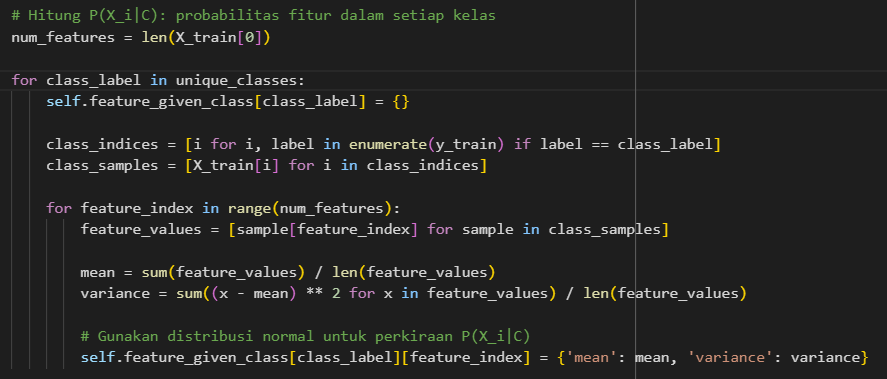 # Hitung P(X_i|C): probabilitas fitur dalam setiap kelas
num_features = len(X_train[0])
for class_label in unique_classes:
self.feature_given_class[class_label] = {}
class_indices = [i for i, label in enumerate(y_train) if label == class_label]
class_samples = [X_train[i] for i in class_indices]
for feature_index in range(num_features):
feature_values = [sample[feature_index] for sample in class_samples]
mean = sum(feature_values) / len(feature_values)
variance = sum((x - mean) ** 2 for x in feature_values) / len(feature_values)
# Gunakan distribusi normal untuk perkiraan P(X_i|C)
self.feature_given_class[class_label][feature_index] = {'mean': mean, 'variance': variance}